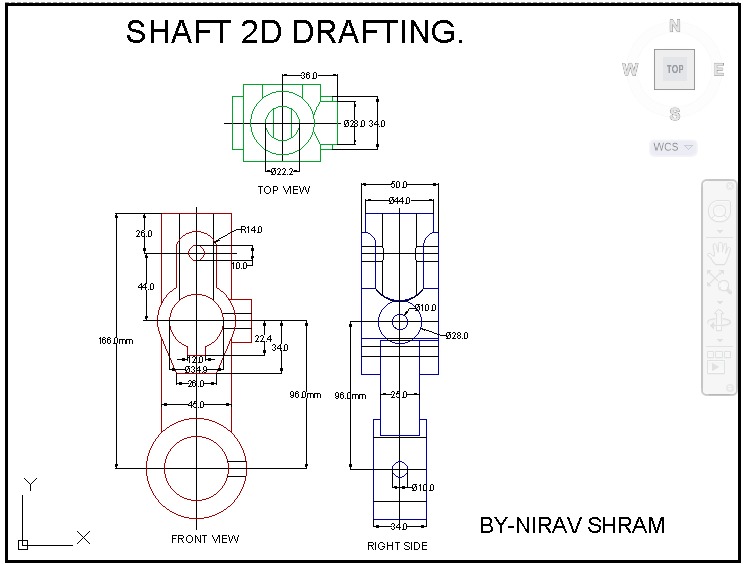 SHAFT 2D DRAFTING.
N
W TOP E
S
WCS
36.0
Ø28.0 34.0
Ø22.2
TOP VIEW
50.0
Ø44.0
26.0
R14.0
10.0
44.0
Ø10.0
Ø28.0
22.4
34.0
166.0mm
12.0
Ø34.9
26.0
96.0mm
96.0mm
25.0
45.0
Ø10.0
34.0
Y
X
FRONT VIEW
RIGHT SIDE
BY-NIRAV SHRAM